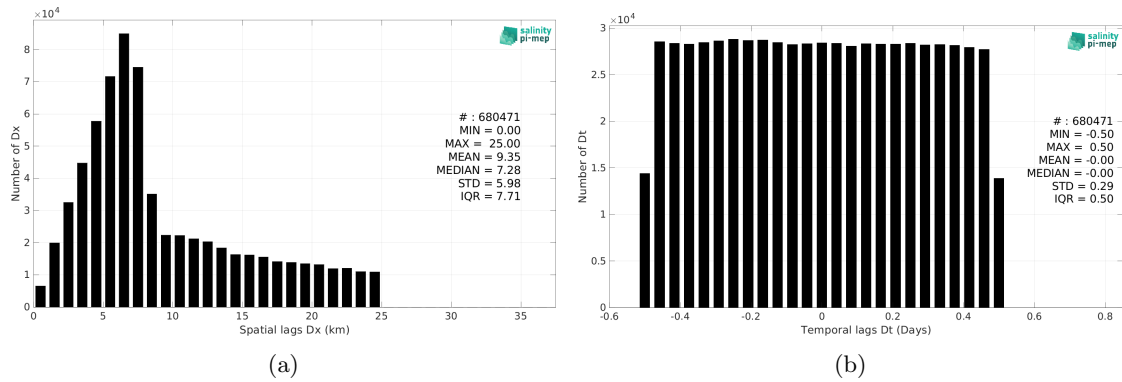 ×10⁴
8
7
6
5
4
3
2
1
0
Number of Dx
salinity
pi-mep
# : 680471
MIN = 0.00
MAX = 25.00
MEAN = 9.35
MEDIAN = 7.28
STD = 5.98
IQR = 7.71
0 5 10 15 20 25 30 35
Spatial lags Dx (km)
(a)
×10⁴
3
2.5
2
1.5
1
0.5
0
Number of Dt
salinity
pi-mep
# : 680471
MIN = -0.50
MAX = 0.50
MEAN = -0.00
MEDIAN = -0.00
STD = 0.29
IQR = 0.50
-0.6 -0.4 -0.2 0 0.2 0.4 0.6 0.8
Temporal lags Dt (Days)
(b)